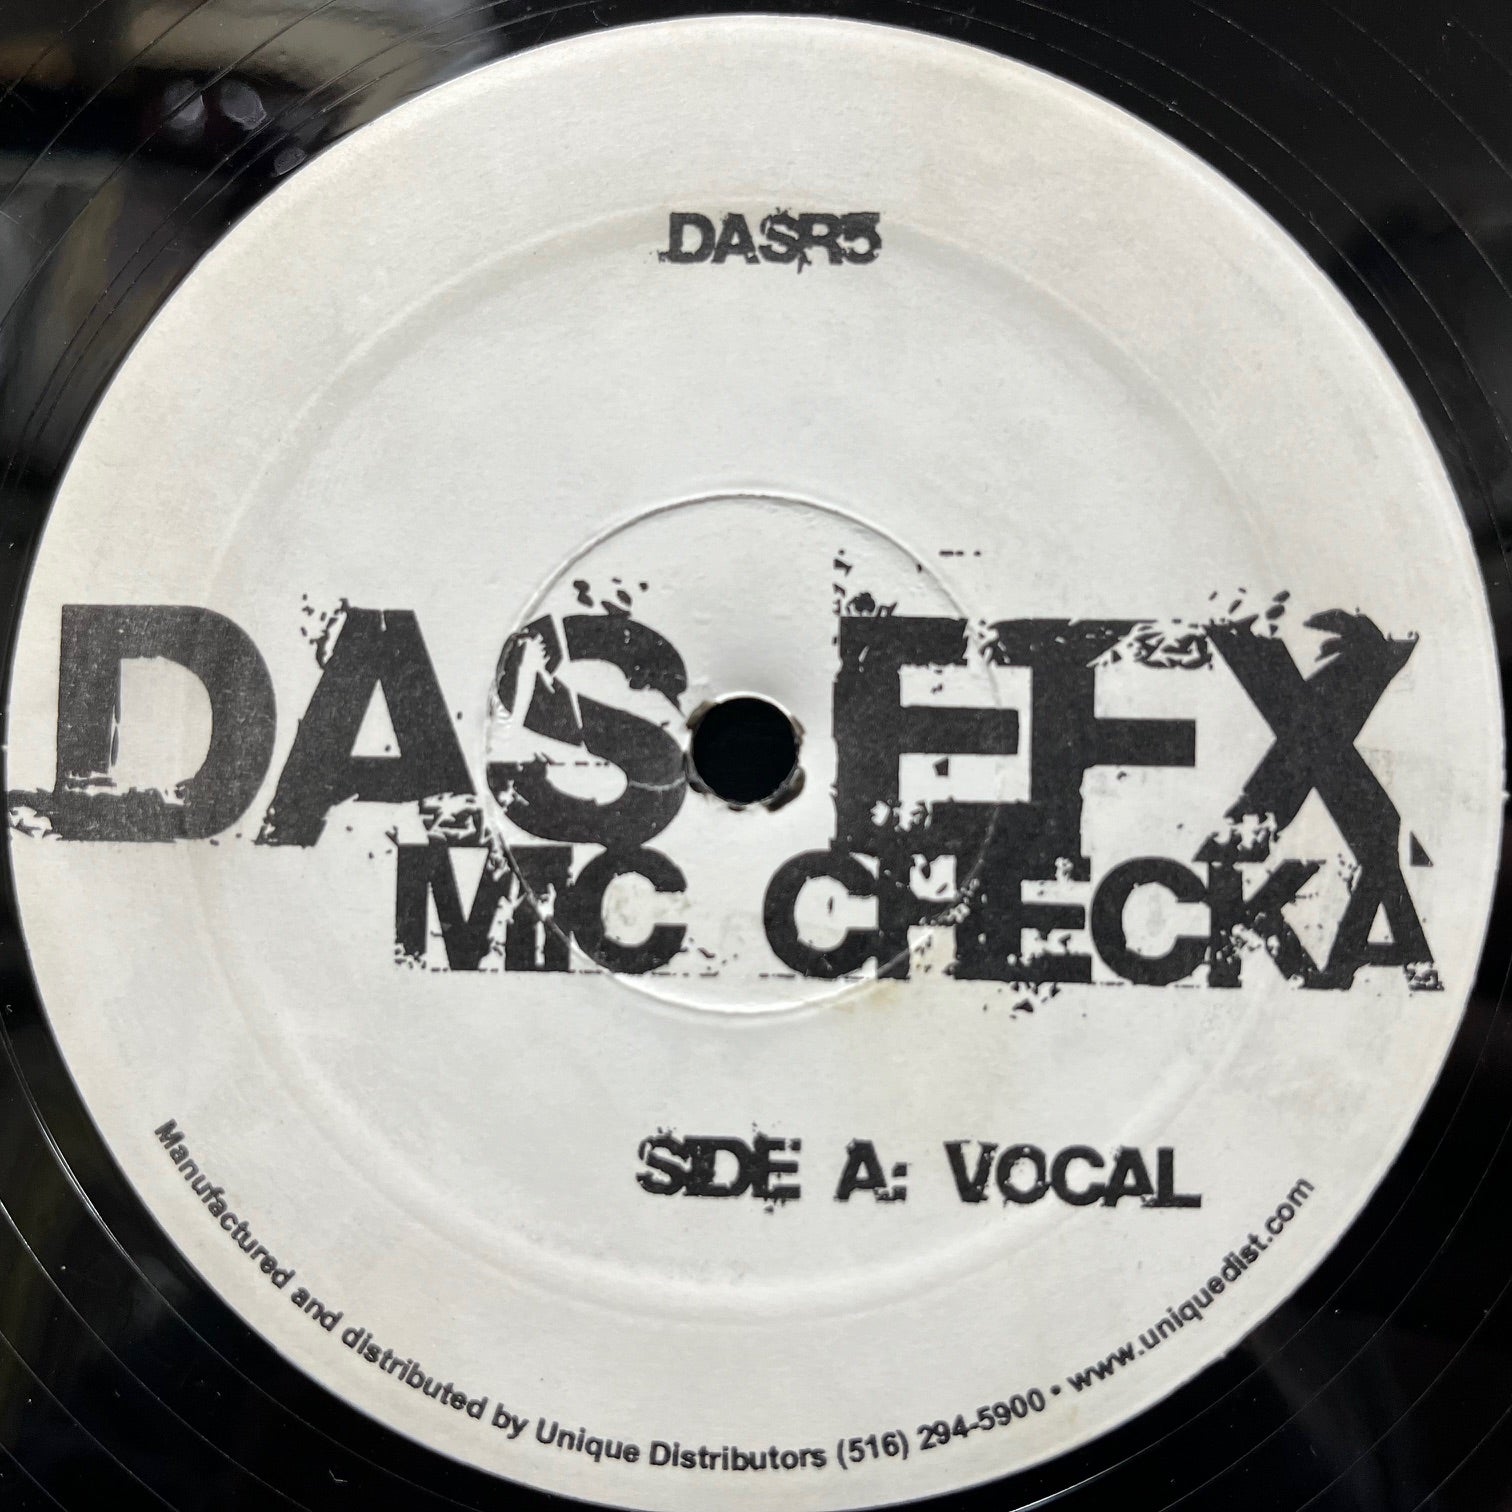 DASR5
DAS EFX
MIC CHECKA
SIDE A: VOCAL
Manufactured and distributed by Unique Distributors (516) 294-5900 • www.uniquedist.com